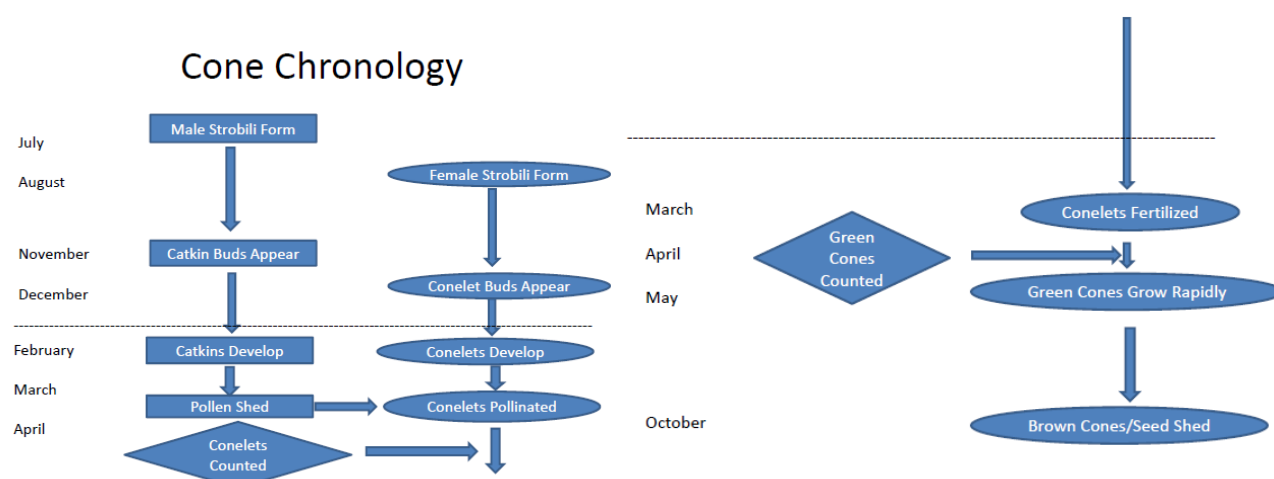 Cone Chronology
July
Male Strobili Form
August
Female Strobili Form
November
Catkin Buds Appear
December
Conelet Buds Appear
February
Catkins Develop
Conelets Develop
March
Pollen Shed
Conelets Pollinated
April
Conelets
Counted
March
Conelets Fertilized
April
Green
Cones
Counted
May
Green Cones Grow Rapidly
October
Brown Cones/Seed Shed